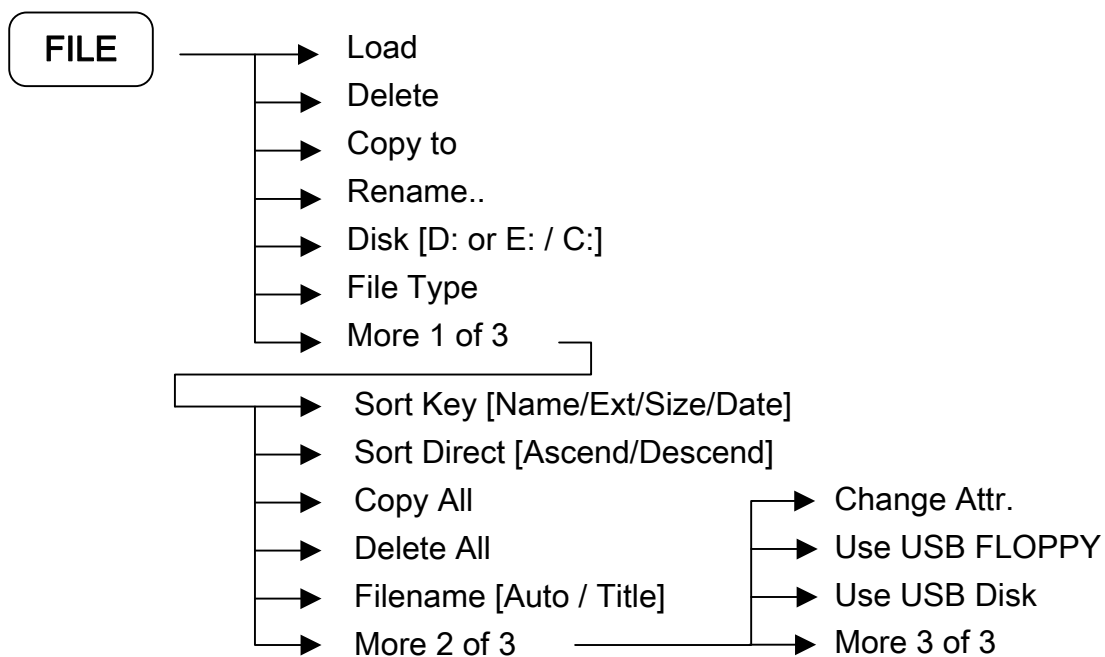 FILE
Load
Delete
Copy to
Rename..
Disk [D: or E: / C:]
File Type
More 1 of 3
Sort Key [Name/Ext/Size/Date]
Sort Direct [Ascend/Descend]
Copy All
Delete All
Filename [Auto / Title]
More 2 of 3
Change Attr.
Use USB FLOPPY
Use USB Disk
More 3 of 3